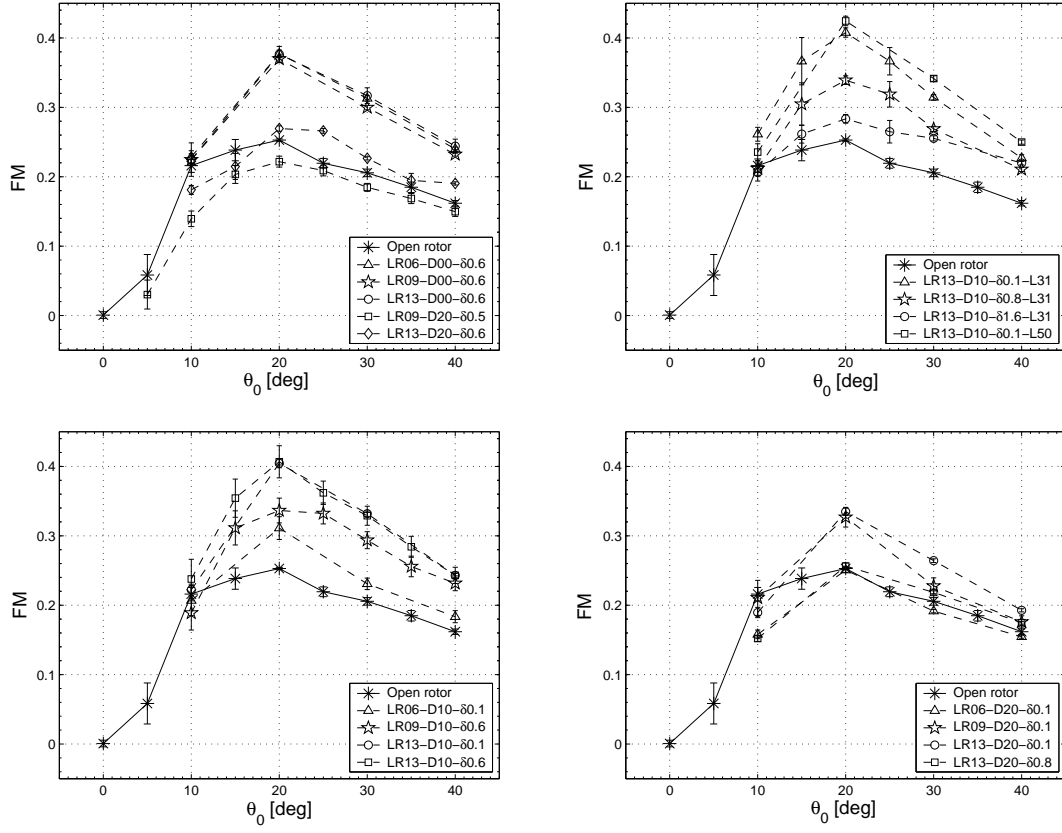 0.4
0.3
0.2
0.1
0
FM
0 10 20 30 40
θ0 [deg]
Open rotor
LR06−D00−δ0.6
LR09−D00−δ0.6
LR13−D00−δ0.6
LR09−D20−δ0.5
LR13−D20−δ0.6
0.4
0.3
0.2
0.1
0
FM
0 10 20 30 40
θ0 [deg]
Open rotor
LR13−D10−δ0.1−L31
LR13−D10−δ0.8−L31
LR13−D10−δ1.6−L31
LR13−D10−δ0.1−L50
0.4
0.3
0.2
0.1
0
FM
0 10 20 30 40
θ0 [deg]
Open rotor
LR06−D10−δ0.1
LR09−D10−δ0.6
LR13−D10−δ0.1
LR13−D10−δ0.6
0.4
0.3
0.2
0.1
0
FM
0 10 20 30 40
θ0 [deg]
Open rotor
LR06−D20−δ0.1
LR09−D20−δ0.1
LR13−D20−δ0.1
LR13−D20−δ0.8